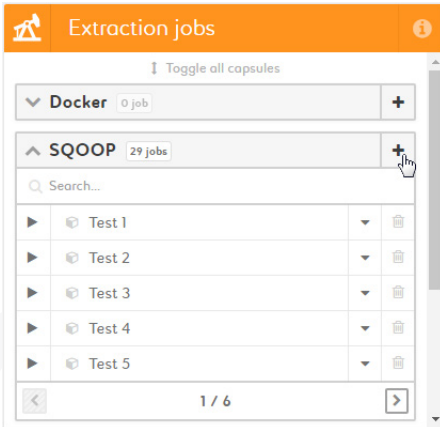 Extraction jobs
Toggle all capsules
Docker 0 job
SQOOP 29 jobs
Search...
Test 1
Test 2
Test 3
Test 4
Test 5
1 / 6